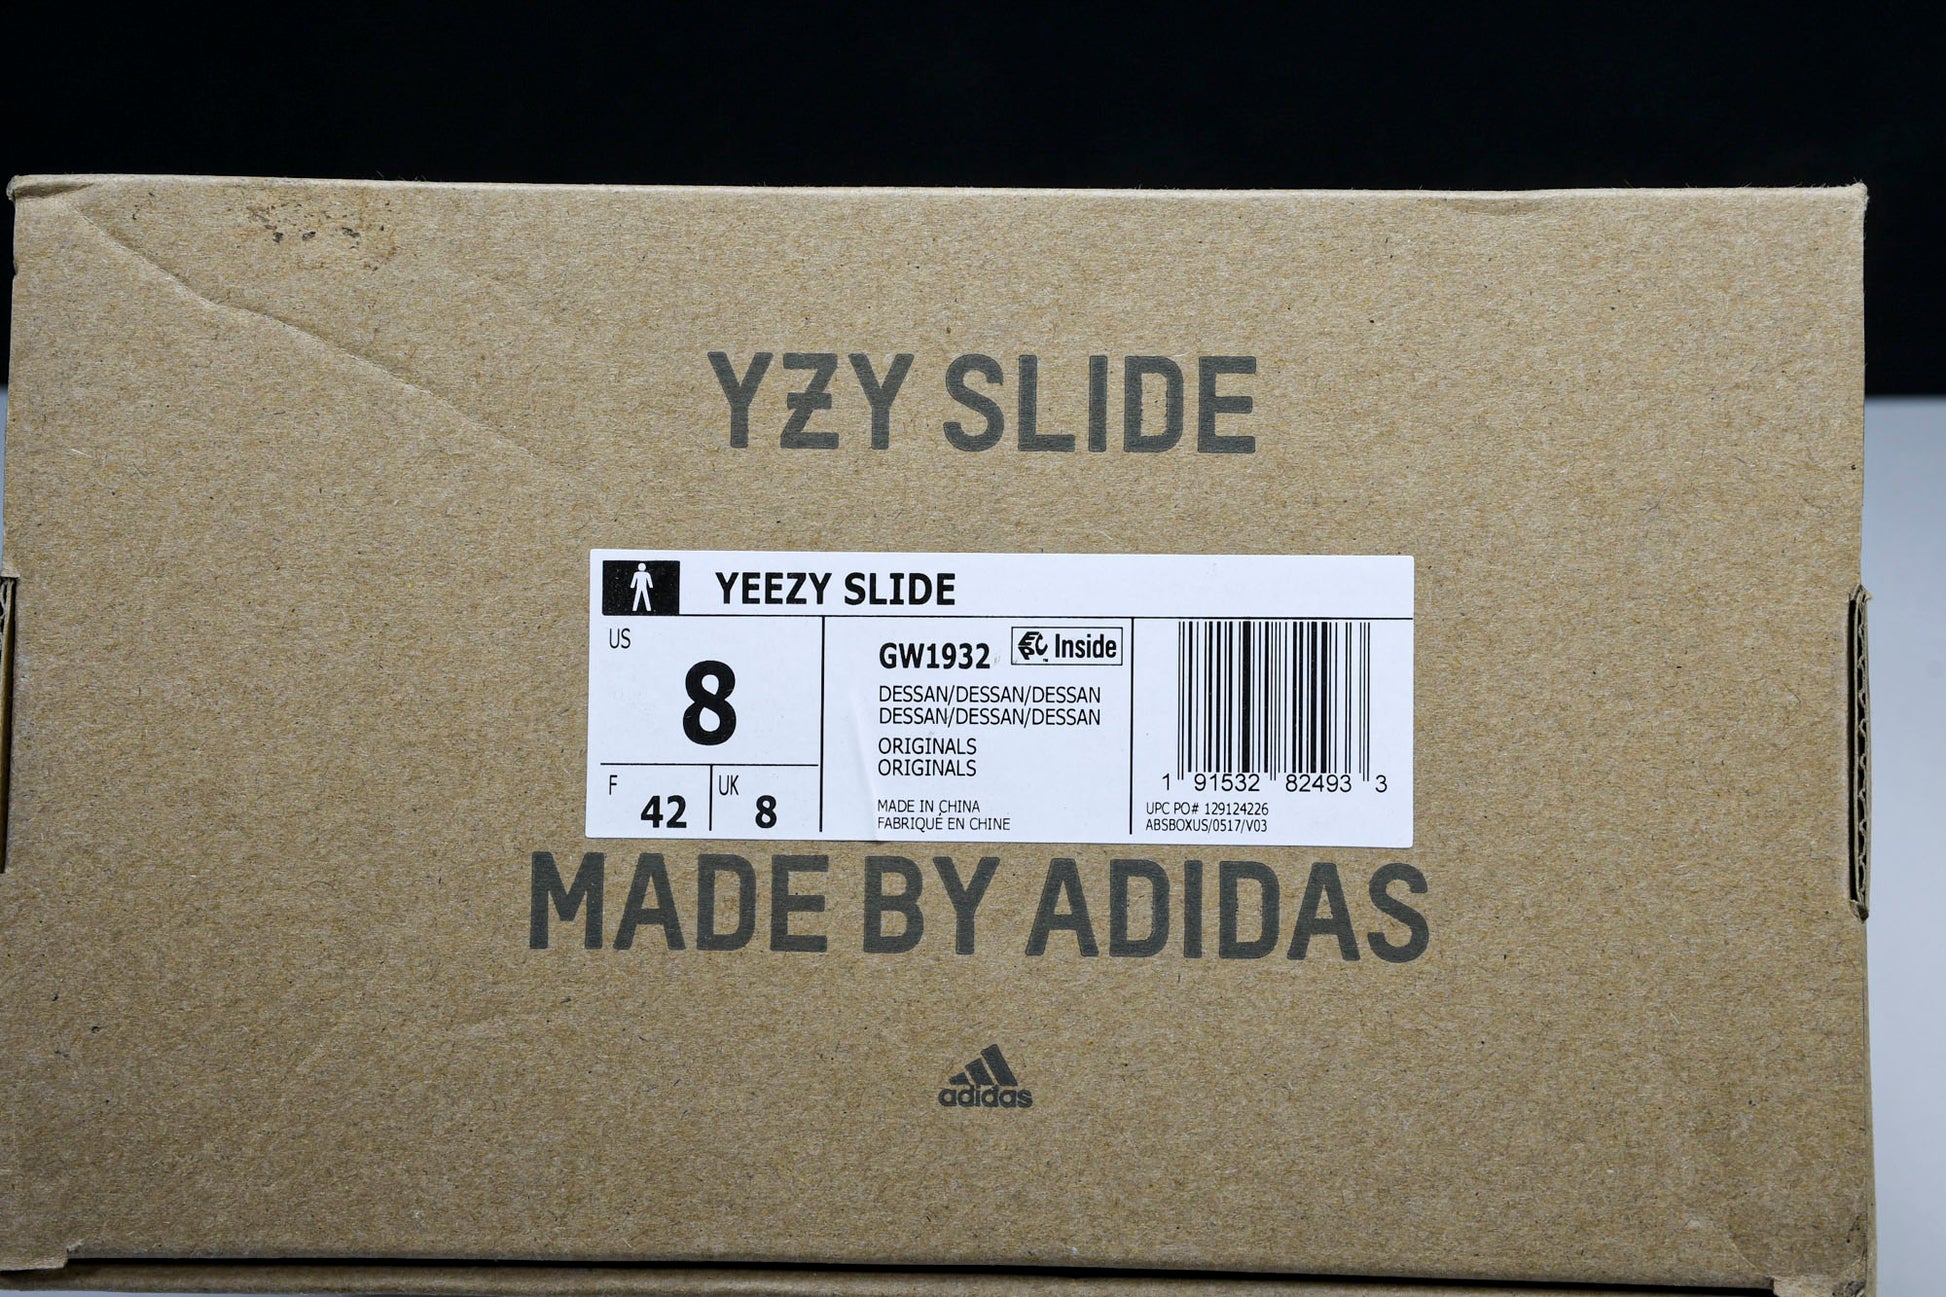 YZY SLIDE
YEEZY SLIDE
US
8
F 42
UK 8
GW1932
EC Inside
™
DESSAN/DESSAN/DESSAN
DESSAN/DESSAN/DESSAN
ORIGINALS
ORIGINALS
MADE IN CHINA
FABRIQUÉ EN CHINE
1 91532 82493 3
UPC PO# 129124226
ABSBOXUS/0517/V03
MADE BY ADIDAS
adidas